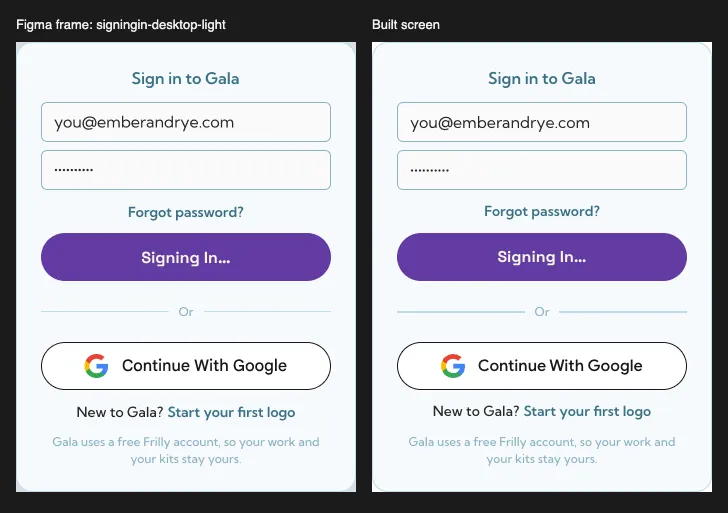 Figma frame: signingin-desktop-light
Sign in to Gala
you@emberandrye.com
••••••••••
Forgot password?
Signing In...
Or
Continue With Google
New to Gala? Start your first logo
Gala uses a free Frilly account, so your work and
your kits stay yours.
Built screen
Sign in to Gala
you@emberandrye.com
••••••••••
Forgot password?
Signing In...
Or
Continue With Google
New to Gala? Start your first logo
Gala uses a free Frilly account, so your work and
your kits stay yours.